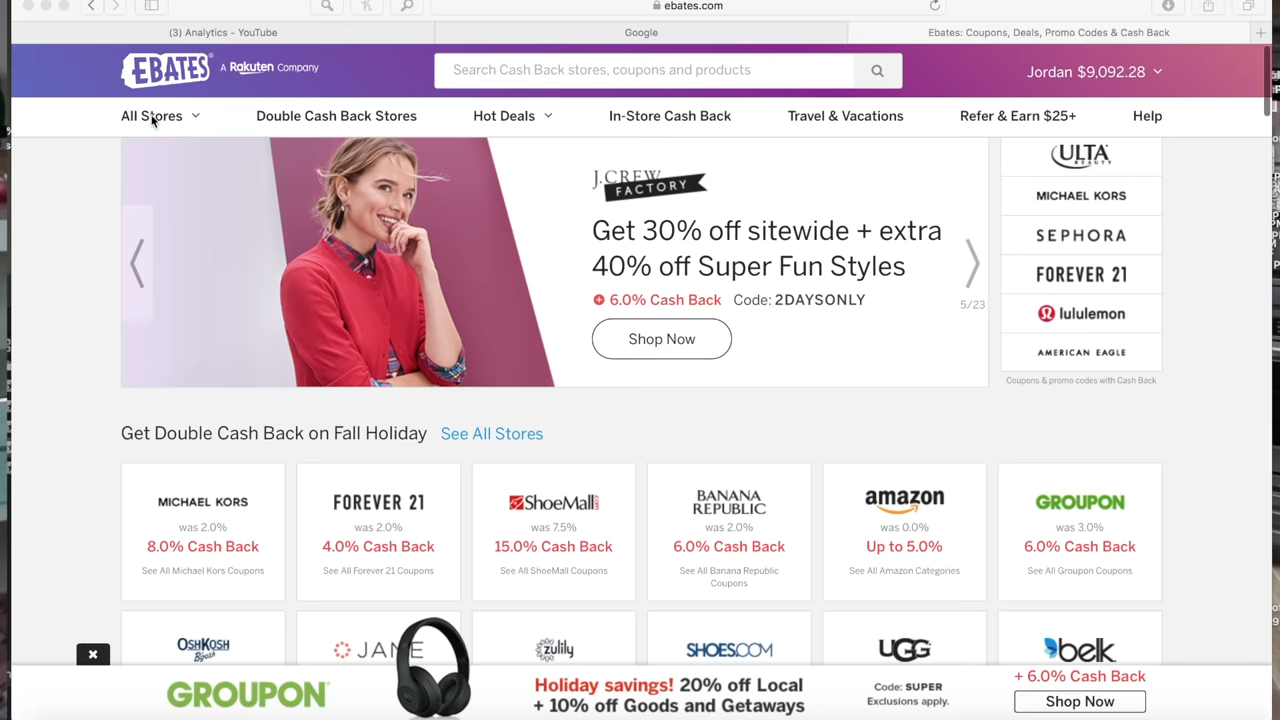 ebates.com
(3) Analytics - YouTube
Google
Ebates: Coupons, Deals, Promo Codes & Cash Back
EBATES A Rakuten Company
Search Cash Back stores, coupons and products
Jordan $9,092.28
All Stores
Double Cash Back Stores
Hot Deals
In-Store Cash Back
Travel & Vacations
Refer & Earn $25+
Help
J.CREW
FACTORY
Get 30% off sitewide + extra
40% off Super Fun Styles
6.0% Cash Back Code: 2DAYSONLY
Shop Now
5/23
ULTA
BEAUTY
MICHAEL KORS
SEPHORA
FOREVER 21
lululemon
AMERICAN EAGLE
Coupons & promo codes with Cash Back
Get Double Cash Back on Fall Holiday See All Stores
MICHAEL KORS
was 2.0%
8.0% Cash Back
See All Michael Kors Coupons
FOREVER 21
was 2.0%
4.0% Cash Back
See All Forever 21 Coupons
ShoeMall.com
was 7.5%
15.0% Cash Back
See All ShoeMall Coupons
BANANA
REPUBLIC
was 2.0%
6.0% Cash Back
See All Banana Republic
Coupons
amazon
was 0.0%
Up to 5.0%
See All Amazon Categories
GROUPON
was 3.0%
6.0% Cash Back
See All Groupon Coupons
OSHKOSH
B'gosh
JANE
zulily
SHOES.COM
UGG
belk
GROUPON
Holiday savings! 20% off Local
+ 10% off Goods and Getaways
Code: SUPER
Exclusions apply.
+ 6.0% Cash Back
Shop Now